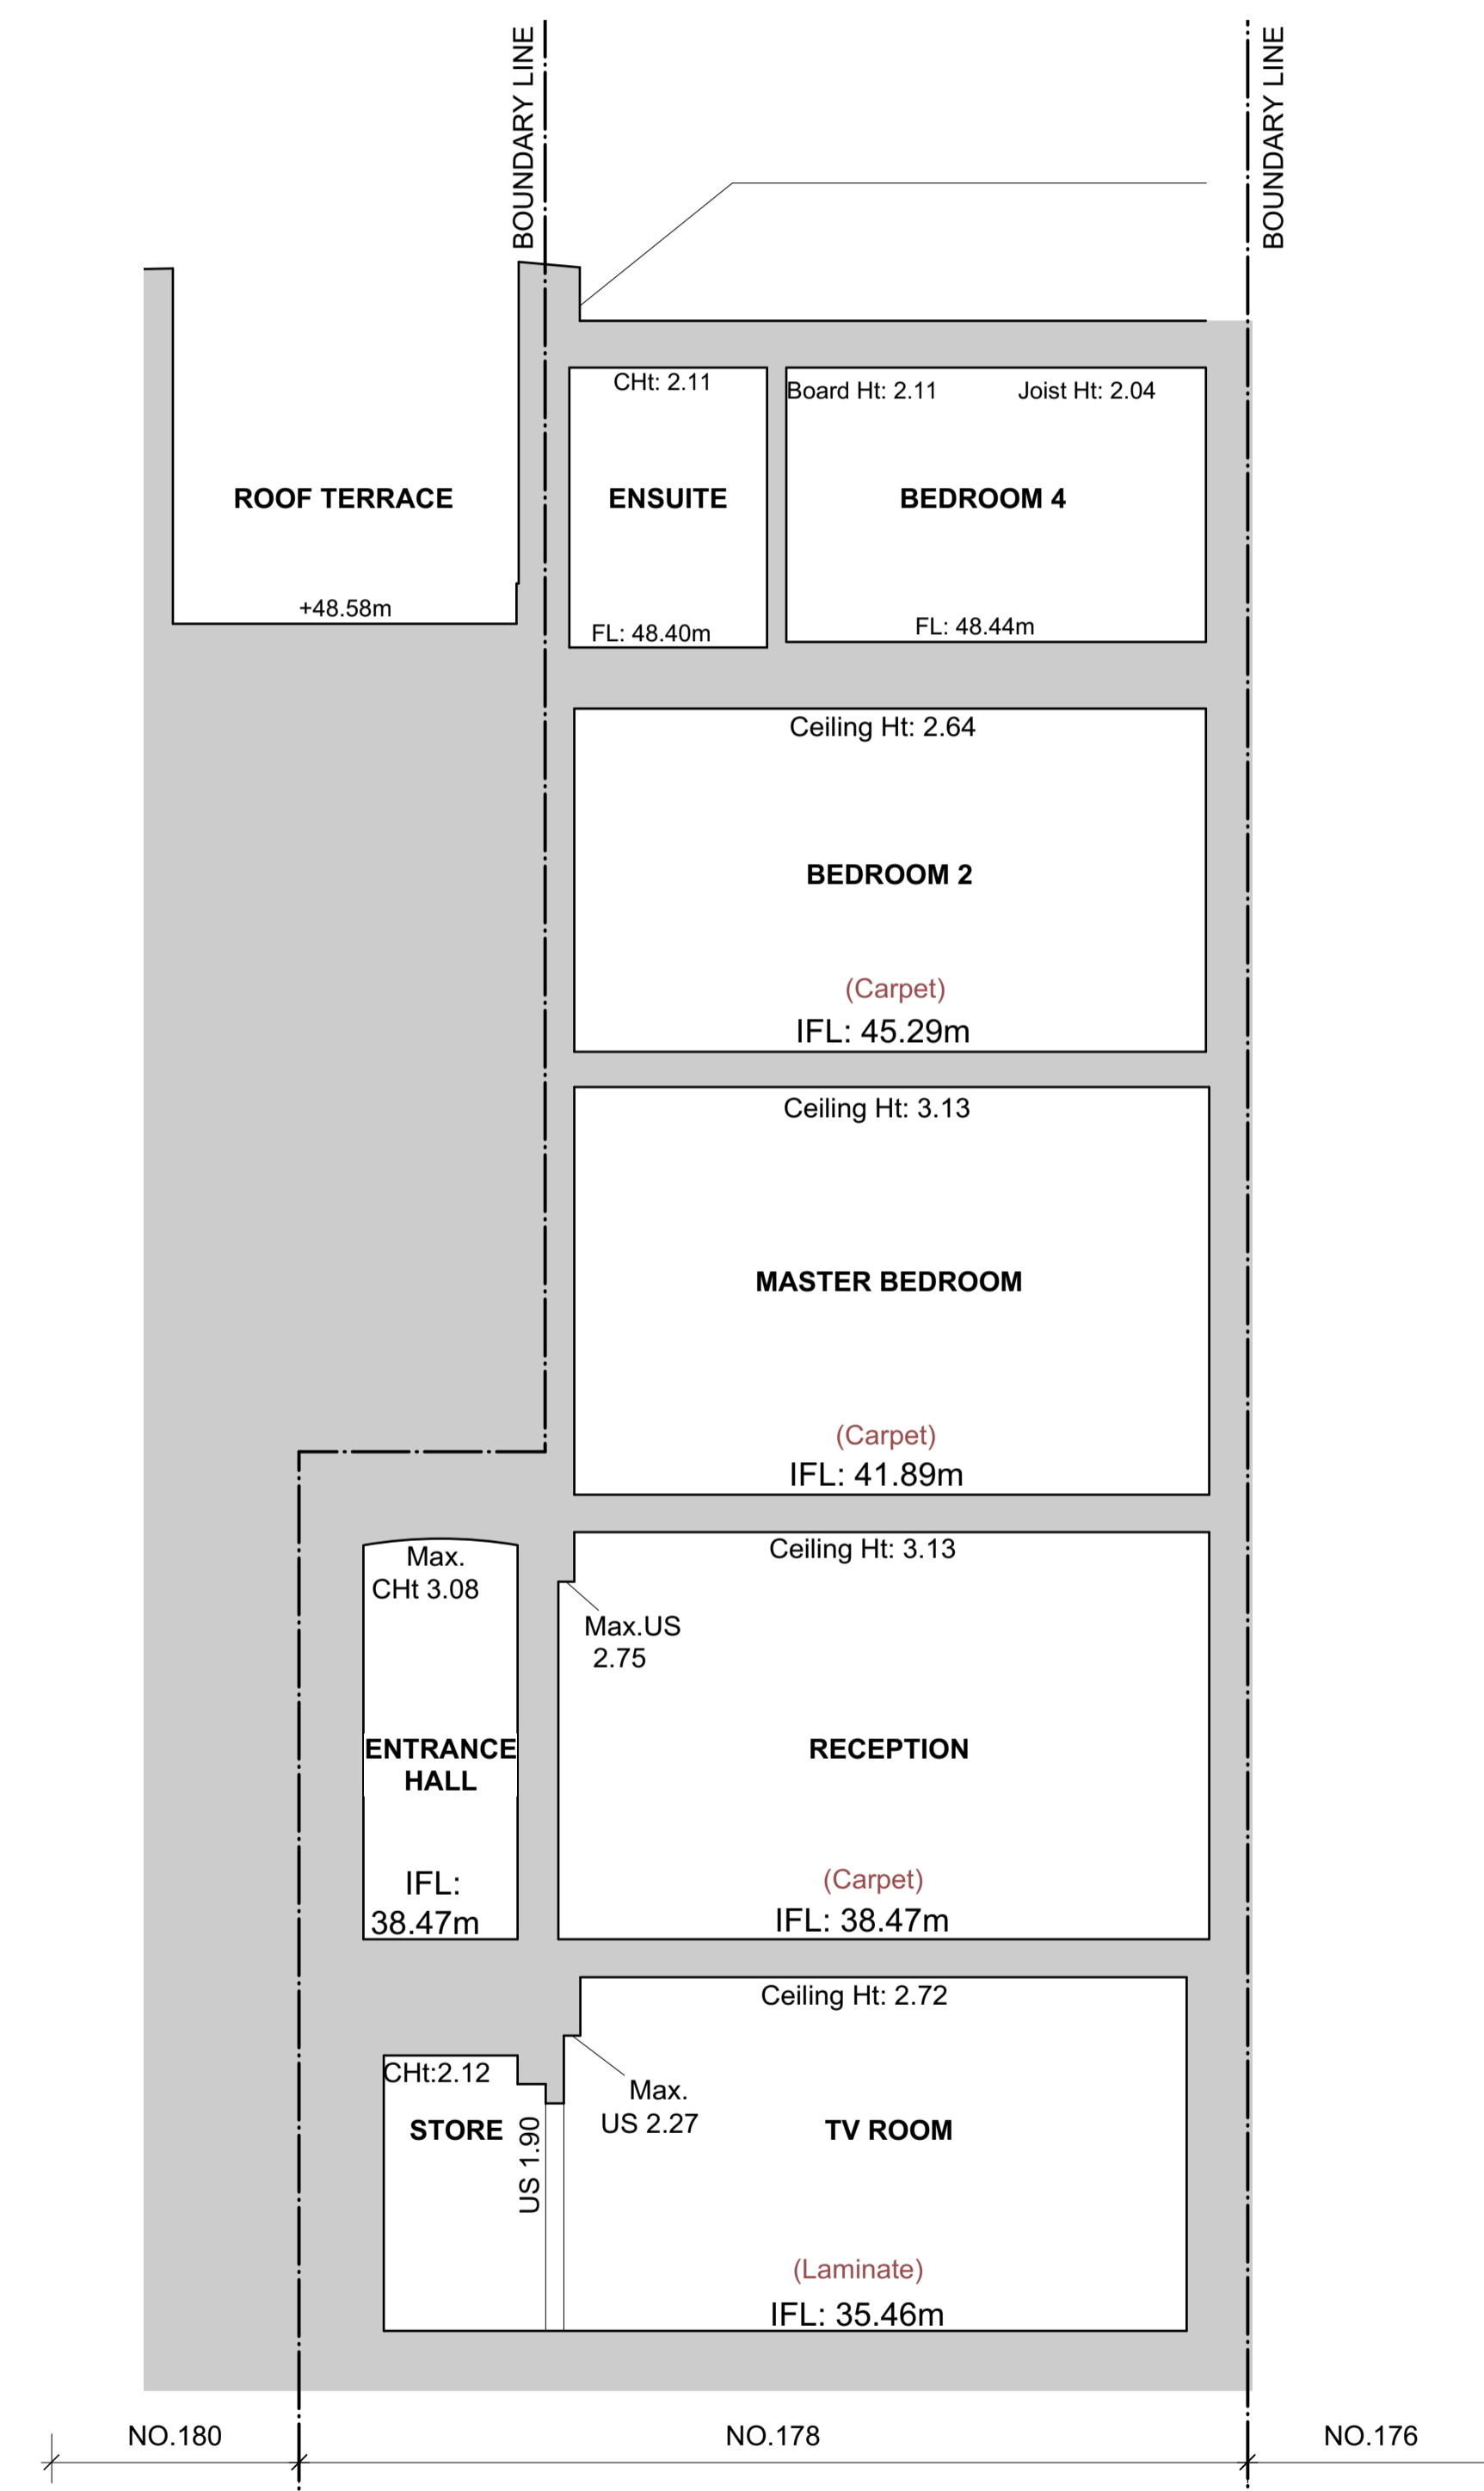 BOUNDARY LINE
BOUNDARY LINE
CHt: 2.11
Board Ht: 2.11
Joist Ht: 2.04
ROOF TERRACE
ENSUITE
BEDROOM 4
+48.58m
FL: 48.40m
FL: 48.44m
Ceiling Ht: 2.64
BEDROOM 2
(Carpet)
IFL: 45.29m
Ceiling Ht: 3.13
MASTER BEDROOM
(Carpet)
IFL: 41.89m
Max.
CHt 3.08
Ceiling Ht: 3.13
Max.US
2.75
ENTRANCE
HALL
RECEPTION
IFL:
38.47m
(Carpet)
IFL: 38.47m
Ceiling Ht: 2.72
CHt:2.12
STORE
US 1.90
Max.
US 2.27
TV ROOM
(Laminate)
IFL: 35.46m
NO.180
NO.178
NO.176